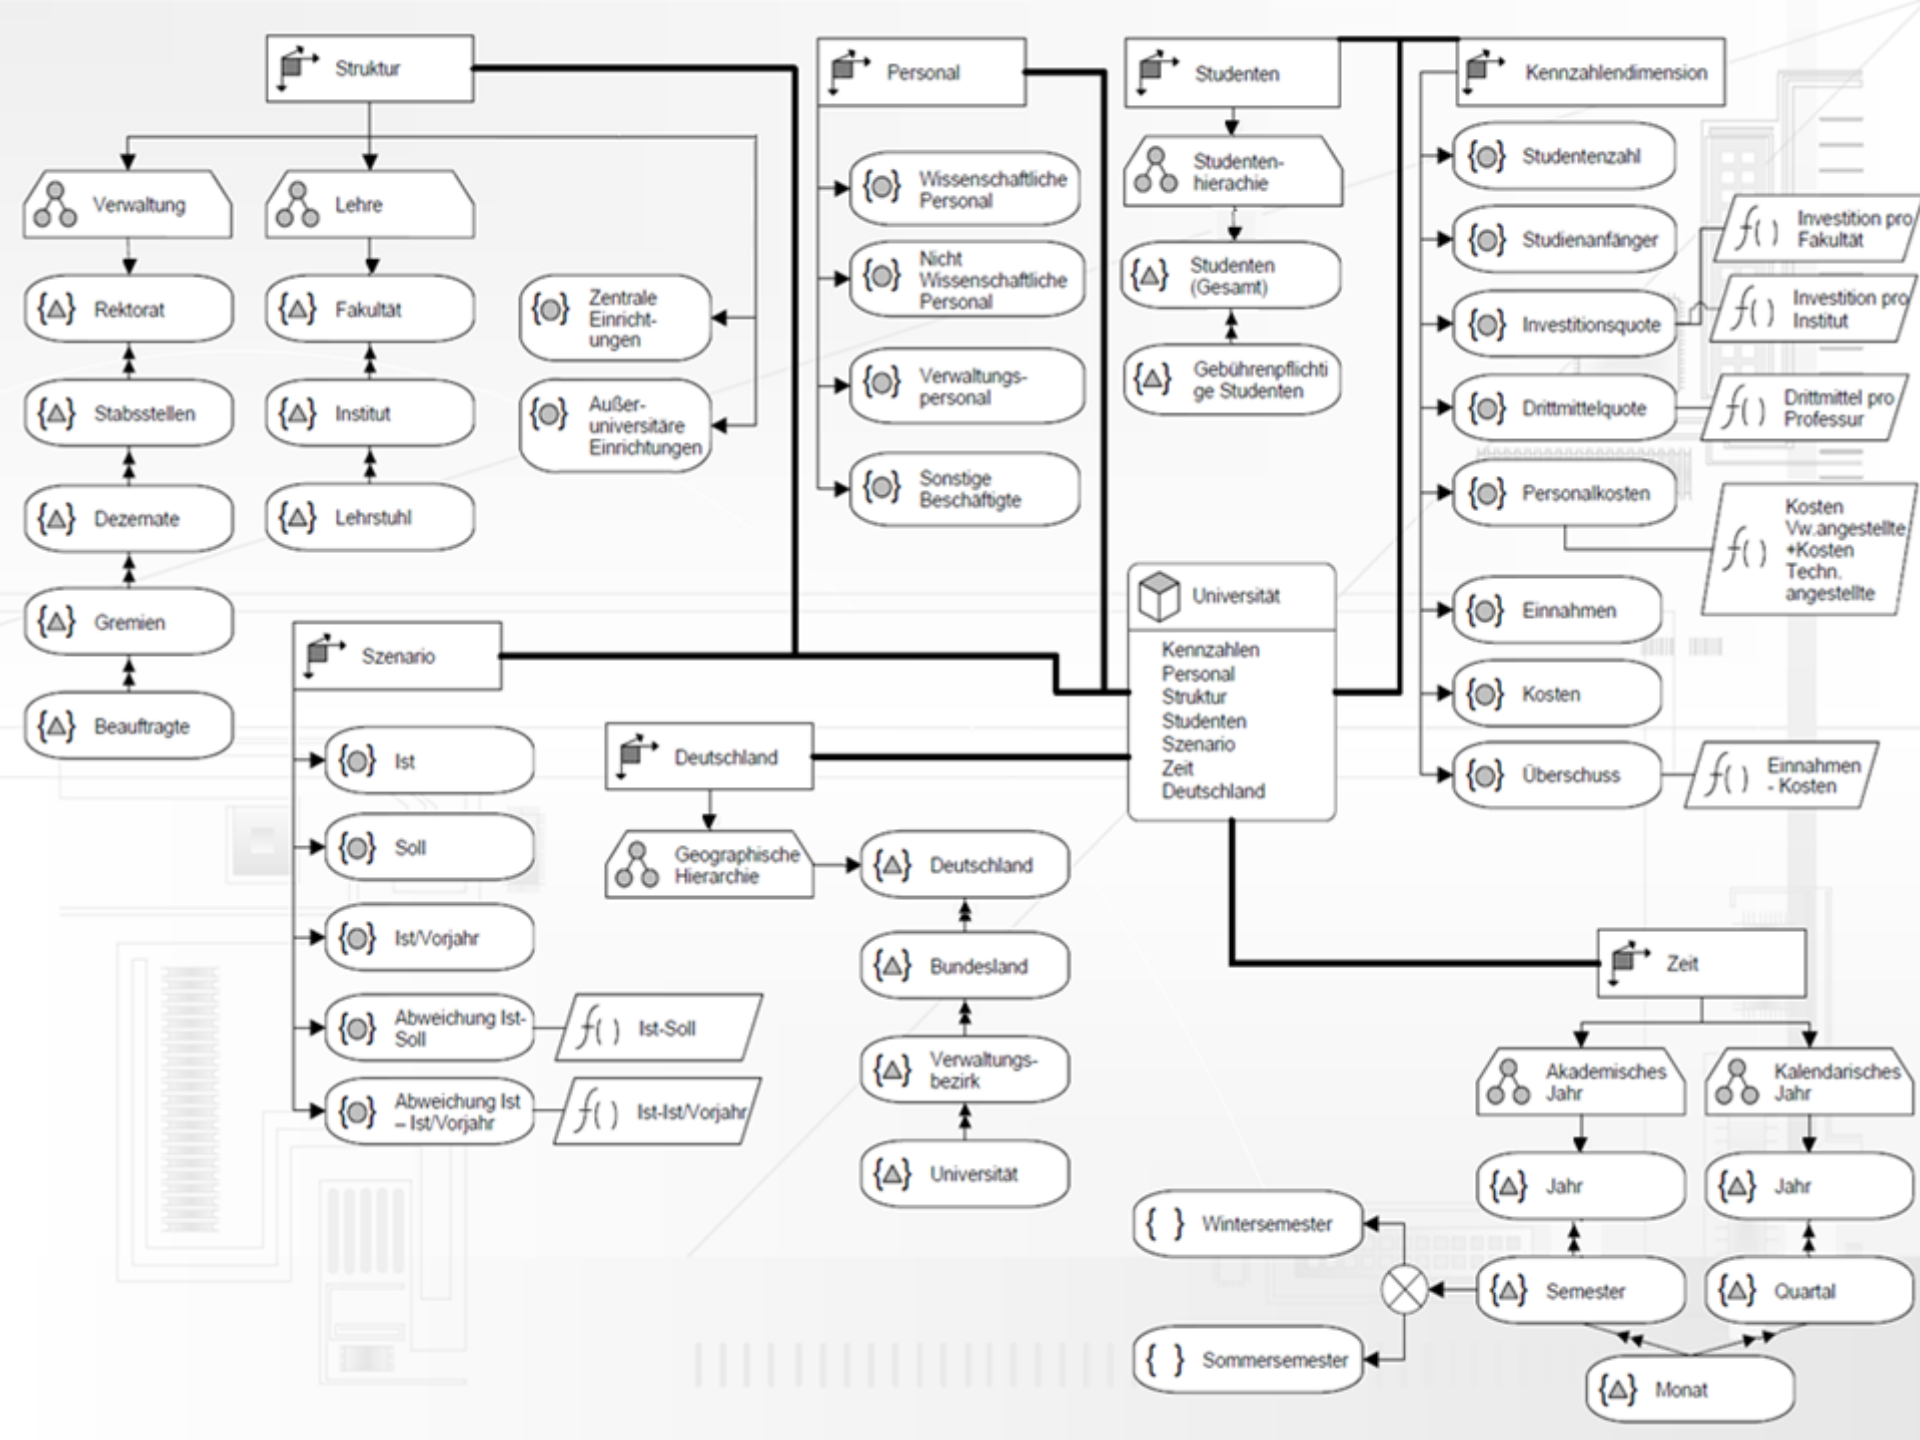 Struktur
Verwaltung
Lehre
Rektorat
Fakultät
Zentrale
Einricht-
ungen
Stabsstellen
Institut
Außer-
universitäre
Einrichtungen
Dezernate
Lehrstuhl
Gremien
Beauftragte
Personal
Wissenschaftliche
Personal
Nicht
Wissenschaftliche
Personal
Verwaltungs-
personal
Sonstige
Beschäftigte
Studenten
Studenten-
hierachie
Studenten
(Gesamt)
Gebührenpflichti
ge Studenten
Kennzahlendimension
Studentenzahl
Studienanfänger
Investitionsquote
Drittmittelquote
Personalkosten
Einnahmen
Kosten
Überschuss
f( ) Investition pro
Fakultät
f( ) Investition pro
Institut
f( ) Drittmittel pro
Professur
f( ) Kosten
Vw.angestellte
+Kosten
Techn.
angestellte
f( ) Einnahmen
- Kosten
Universität
Kennzahlen
Personal
Struktur
Studenten
Szenario
Zeit
Deutschland
Szenario
Ist
Soll
Ist/Vorjahr
Abweichung Ist-
Soll
f( ) Ist-Soll
Abweichung Ist
– Ist/Vorjahr
f( ) Ist-Ist/Vorjahr
Deutschland
Geographische
Hierarchie
Deutschland
Bundesland
Verwaltungs-
bezirk
Universität
Zeit
Akademisches
Jahr
Kalendarisches
Jahr
Jahr
Jahr
Wintersemester
Semester
Quartal
Sommersemester
Monat